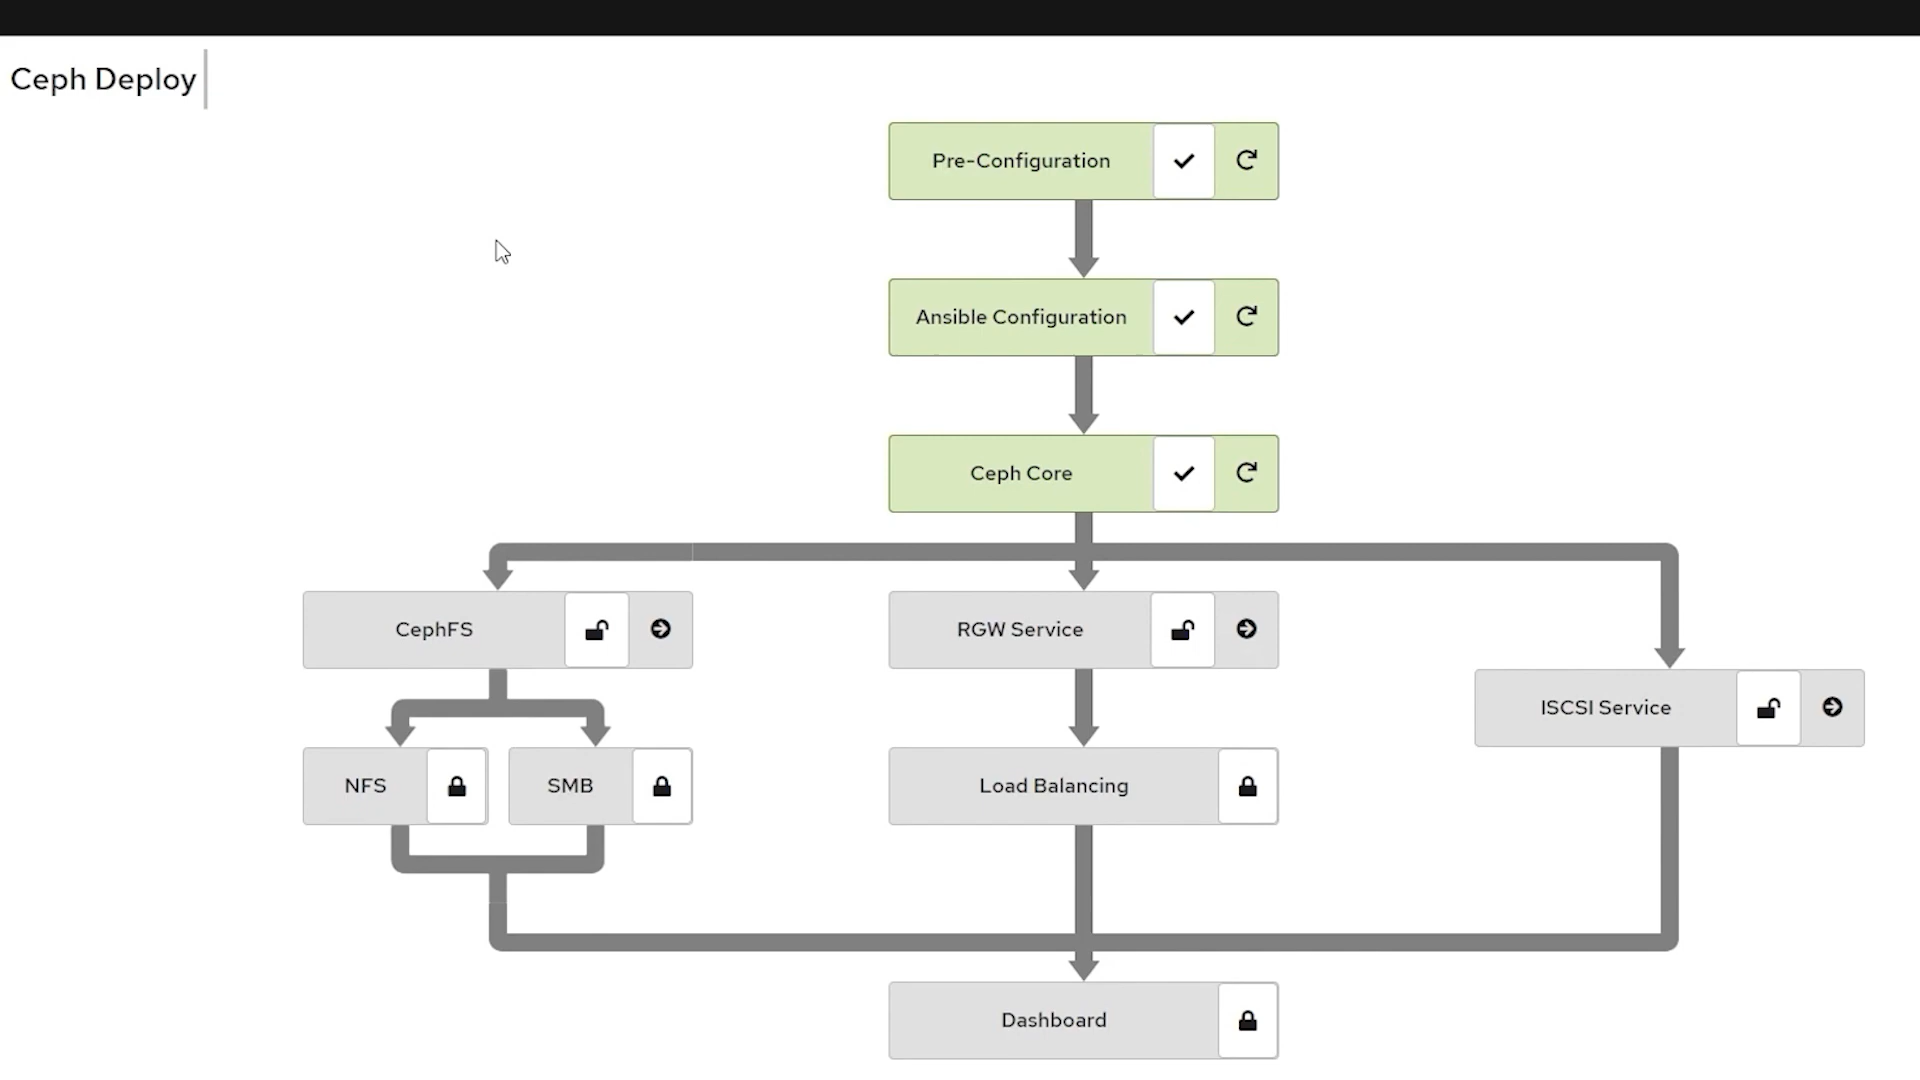 Ceph Deploy
Pre-Configuration
Ansible Configuration
Ceph Core
CephFS
RGW Service
ISCSI Service
NFS
SMB
Load Balancing
Dashboard